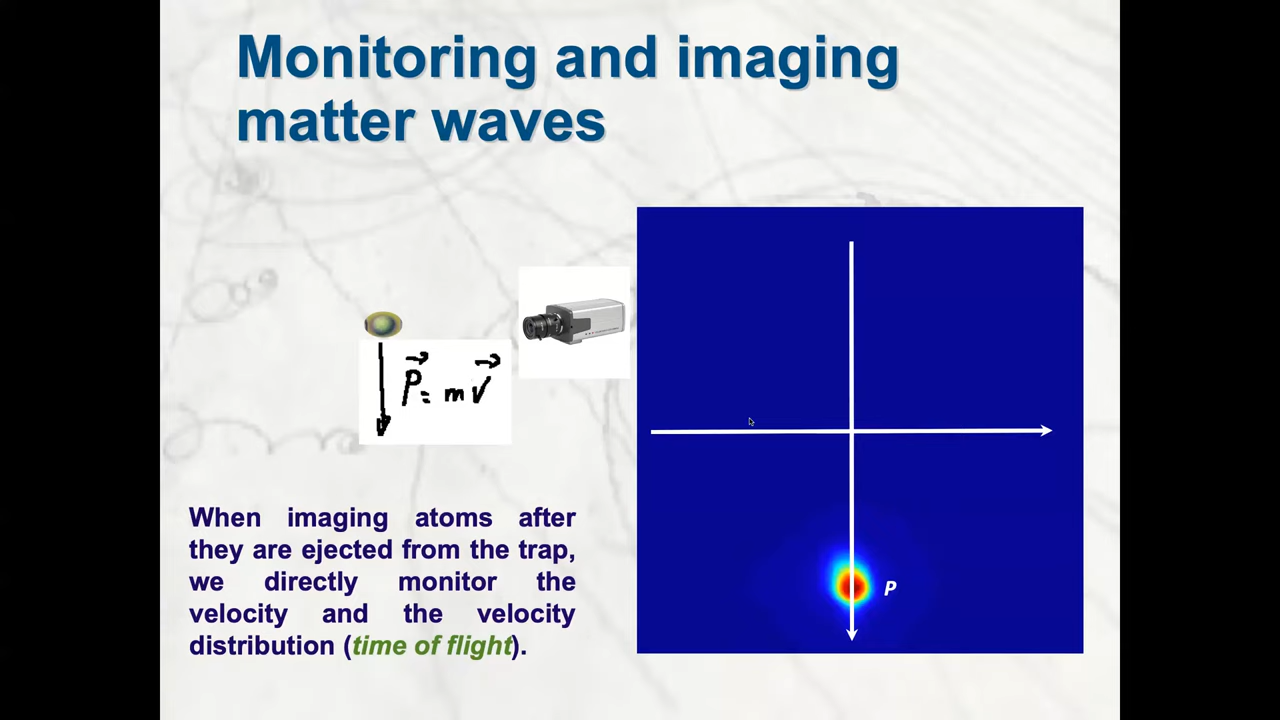 Monitoring and imaging
matter waves
P⃗ = mV⃗
When imaging atoms after
they are ejected from the trap,
we directly monitor the
velocity and the velocity
distribution (time of flight).
P